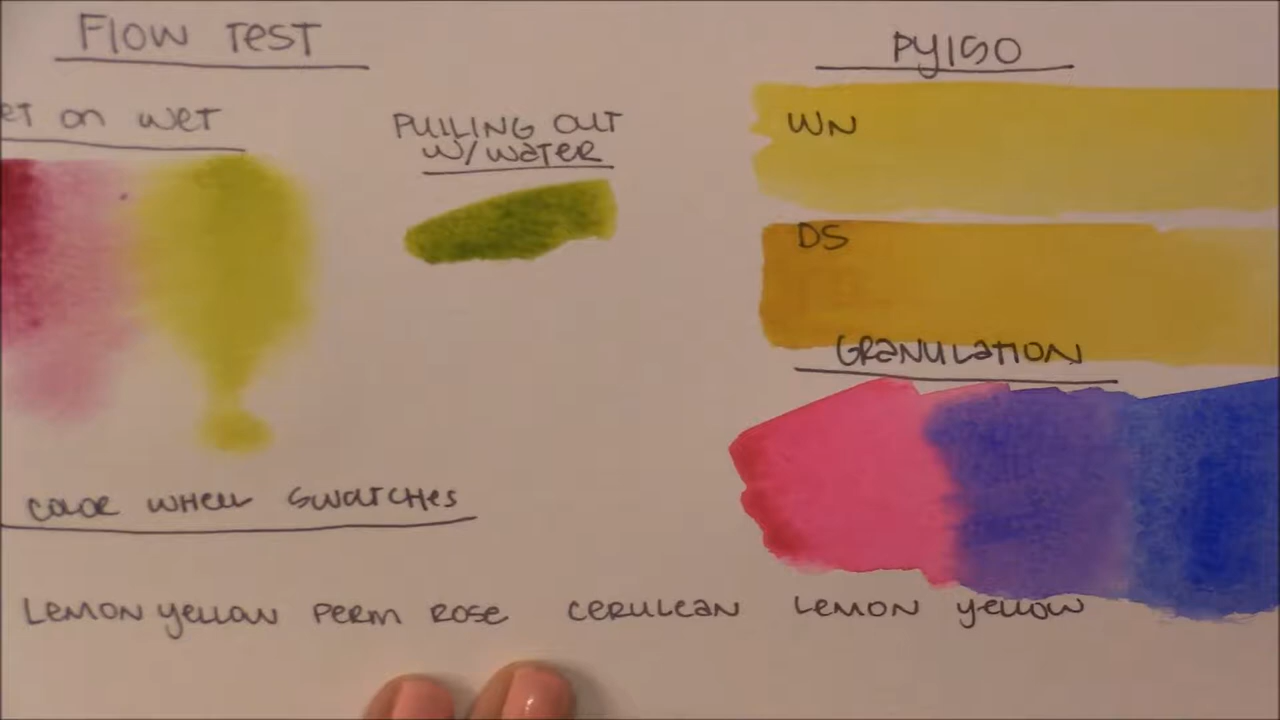 FLOW TEST
ET ON WET
PULLING OUT
W/WATER
PY150
WN
DS
GRANULATION
COLOR WHEEL SWATCHES
LEMON YELLOW PERM ROSE CERULEAN LEMON YELLOW